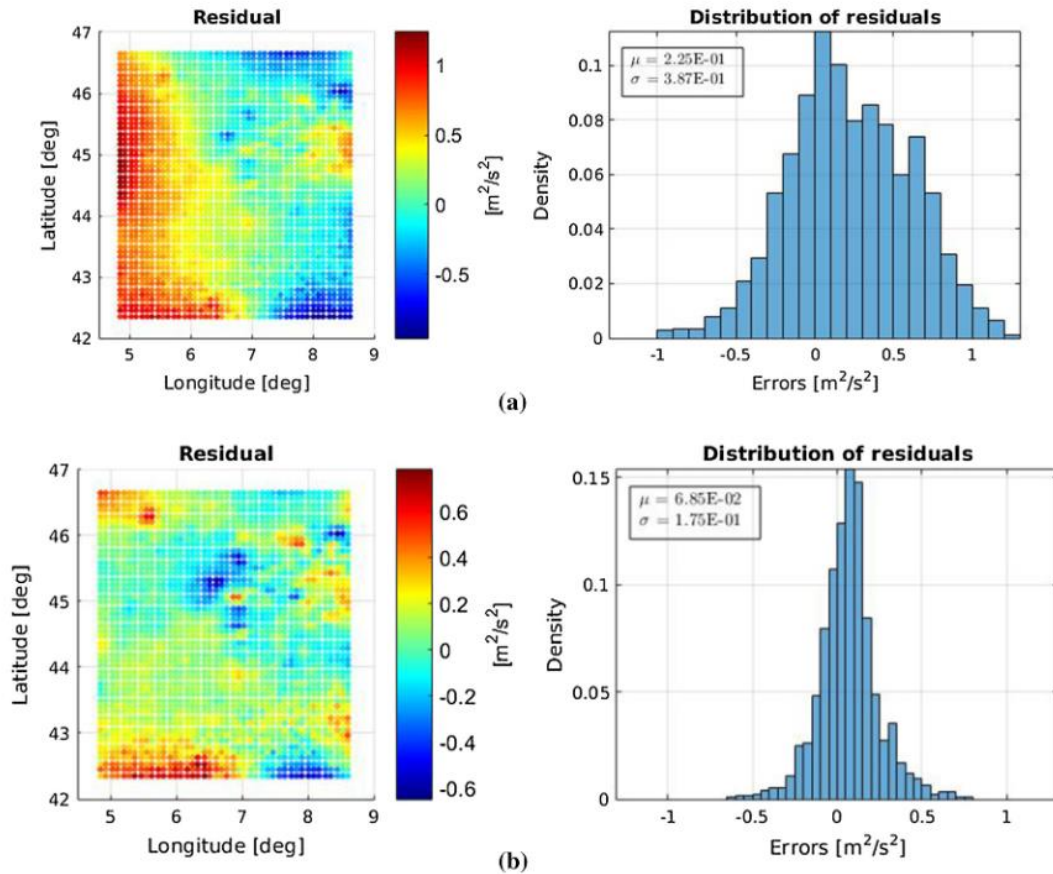 Residual
47
46
45
44
43
42
Latitude [deg]
5 6 7 8 9
Longitude [deg]
1
0.5
0
-0.5
[m²/s²]
Distribution of residuals
μ = 2.25E-01
σ = 3.87E-01
0.1
0.08
0.06
0.04
0.02
0
Density
-1 -0.5 0 0.5 1
Errors [m²/s²]
(a)
Residual
47
46
45
44
43
42
Latitude [deg]
5 6 7 8 9
Longitude [deg]
0.6
0.4
0.2
0
-0.2
-0.4
-0.6
[m²/s²]
Distribution of residuals
μ = 6.85E-02
σ = 1.75E-01
0.15
0.1
0.05
0
Density
-1 -0.5 0 0.5 1
Errors [m²/s²]
(b)